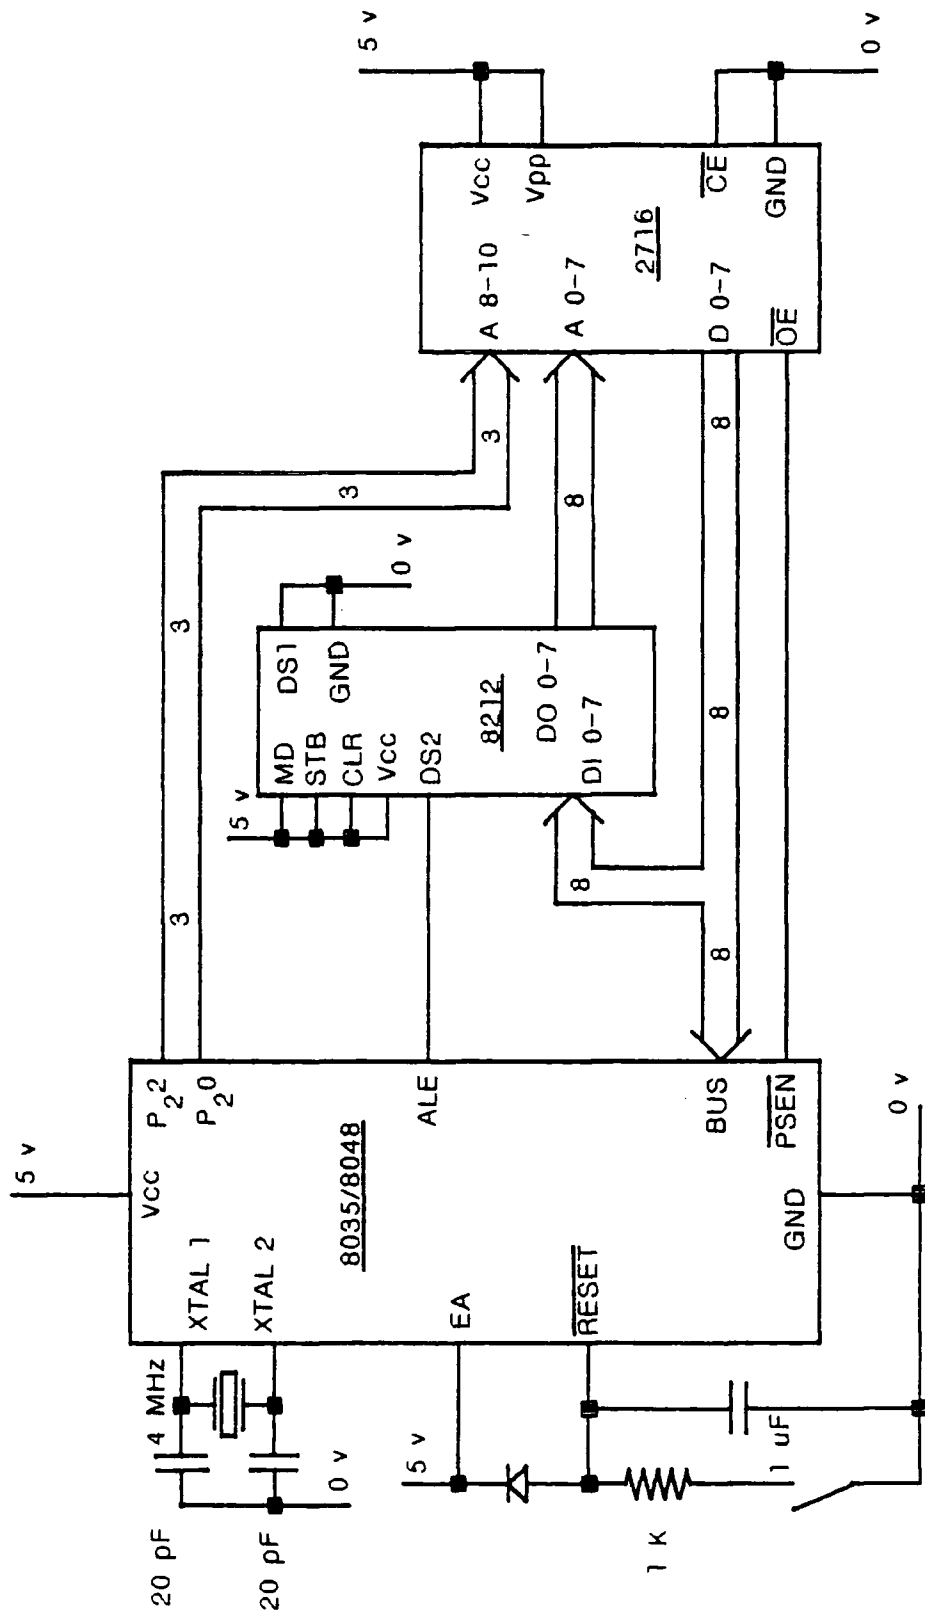 20 pF
20 pF
4 MHz
0 v
5 v
1 K
1 uF
5 v
VCC
XTAL 1
XTAL 2
EA
RESET
GND
8035/8048
P₂2
P₂0
ALE
BUS
PSEN
0 v
3
3
3
3
8
8
8
8
8
5 v
MD
STB
CLR
Vcc
DS2
DS1
GND
8212
DO 0-7
DI 0-7
0 v
A 8-10
A 0-7
D 0-7
OE
2716
Vcc
Vpp
CE
GND
5 v
0 v